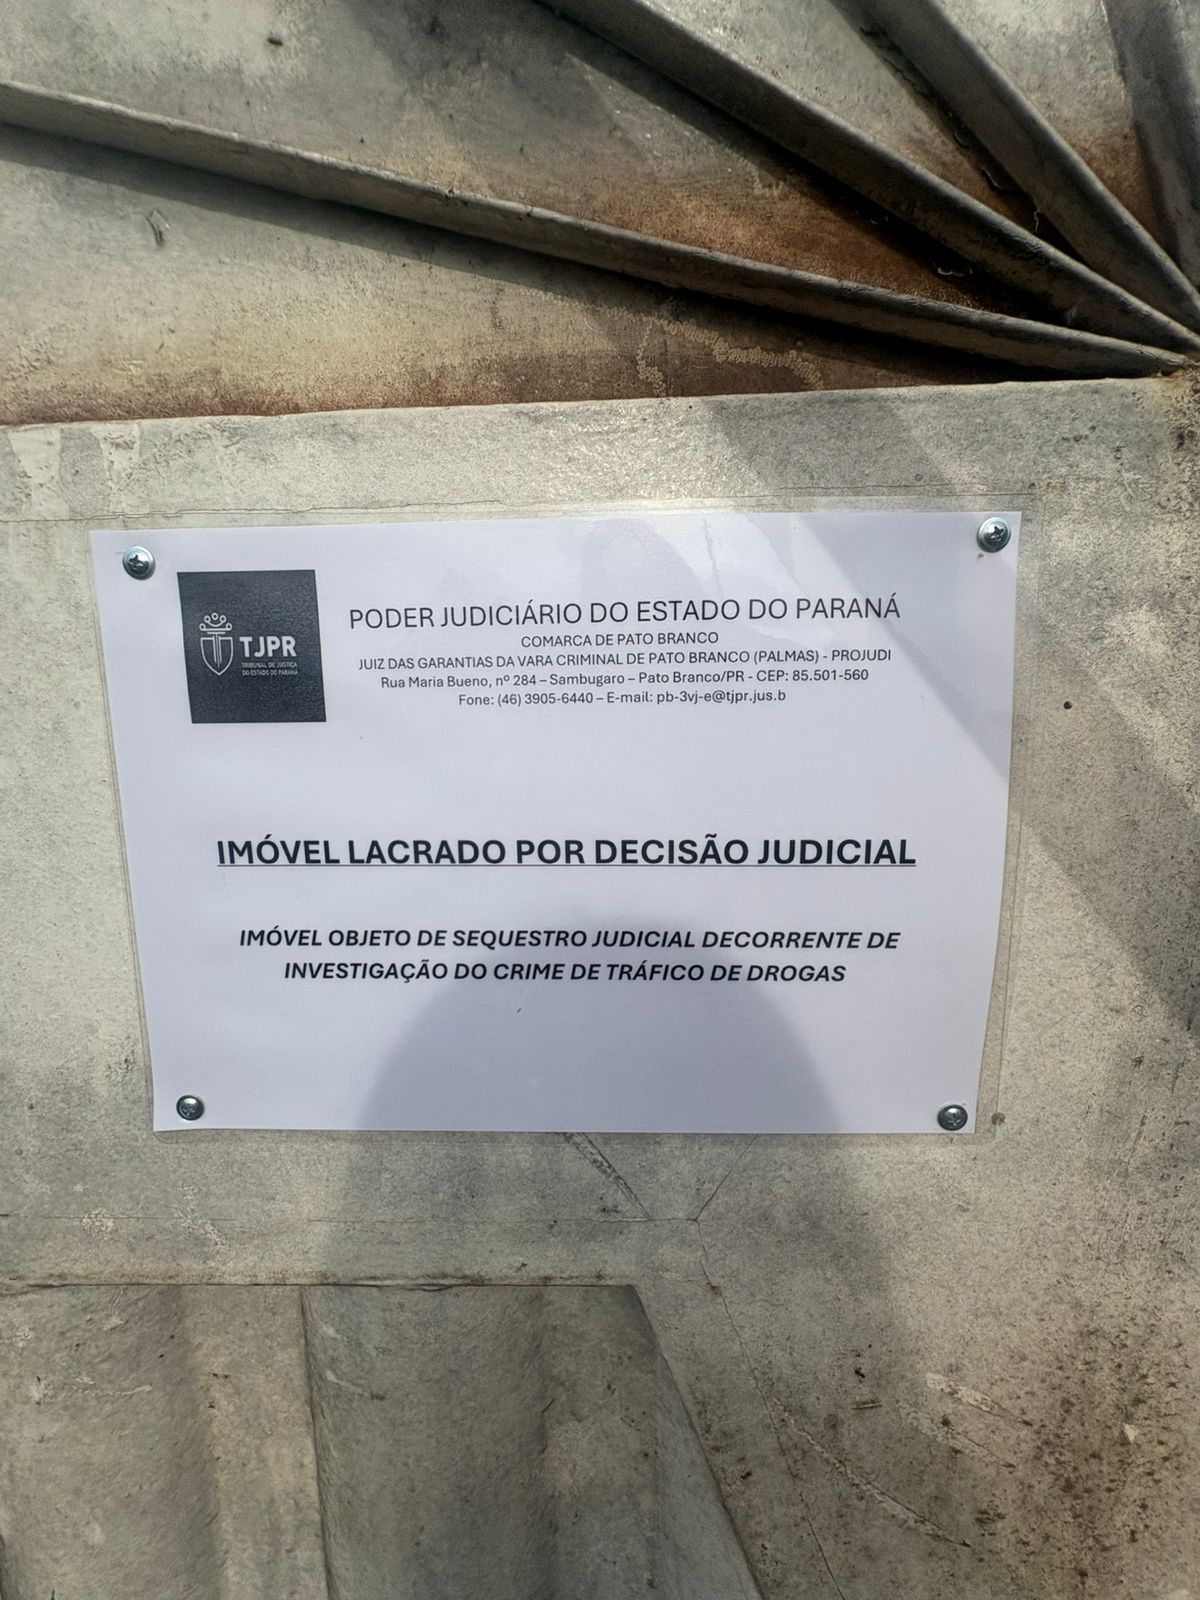 TJPR
TRIBUNAL DE JUSTIÇA
DO ESTADO DO PARANÁ
PODER JUDICIÁRIO DO ESTADO DO PARANÁ
COMARCA DE PATO BRANCO
JUIZ DAS GARANTIAS DA VARA CRIMINAL DE PATO BRANCO (PALMAS) - PROJUDI
Rua Maria Bueno, nº 284 – Sambugaro – Pato Branco/PR - CEP: 85.501-560
Fone: (46) 3905-6440 – E-mail: pb-3vj-e@tjpr.jus.b
IMÓVEL LACRADO POR DECISÃO JUDICIAL
IMÓVEL OBJETO DE SEQUESTRO JUDICIAL DECORRENTE DE
INVESTIGAÇÃO DO CRIME DE TRÁFICO DE DROGAS